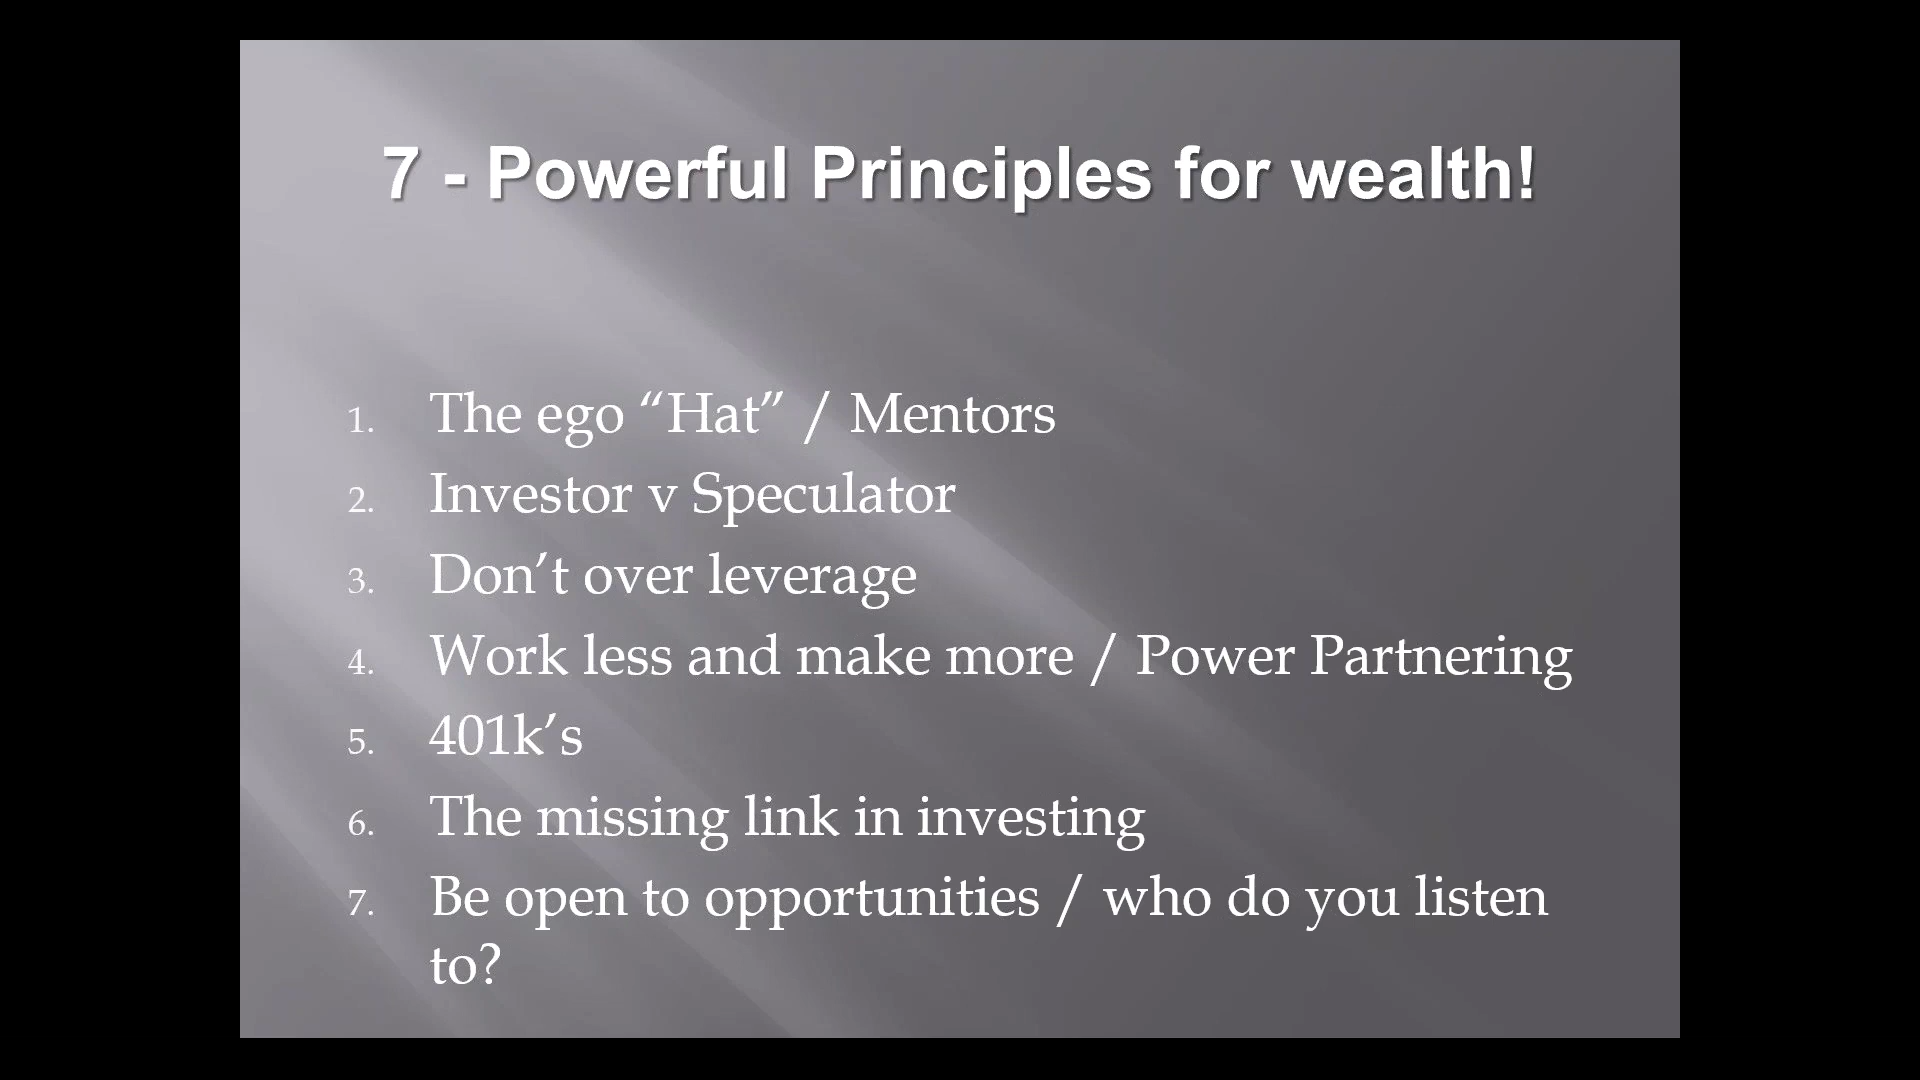 7 - Powerful Principles for wealth!
1. The ego “Hat” / Mentors
2. Investor v Speculator
3. Don’t over leverage
4. Work less and make more / Power Partnering
5. 401k’s
6. The missing link in investing
7. Be open to opportunities / who do you listen
to?